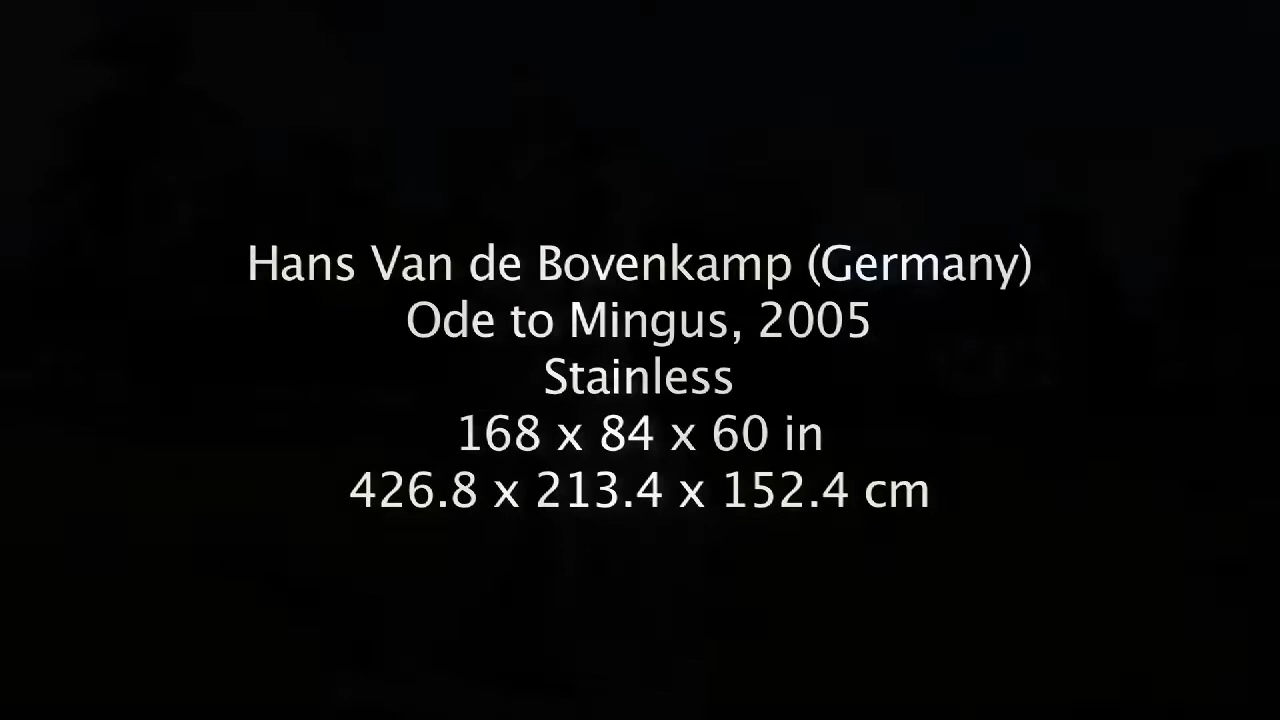 Hans Van de Bovenkamp (Germany)
Ode to Mingus, 2005
Stainless
168 x 84 x 60 in
426.8 x 213.4 x 152.4 cm